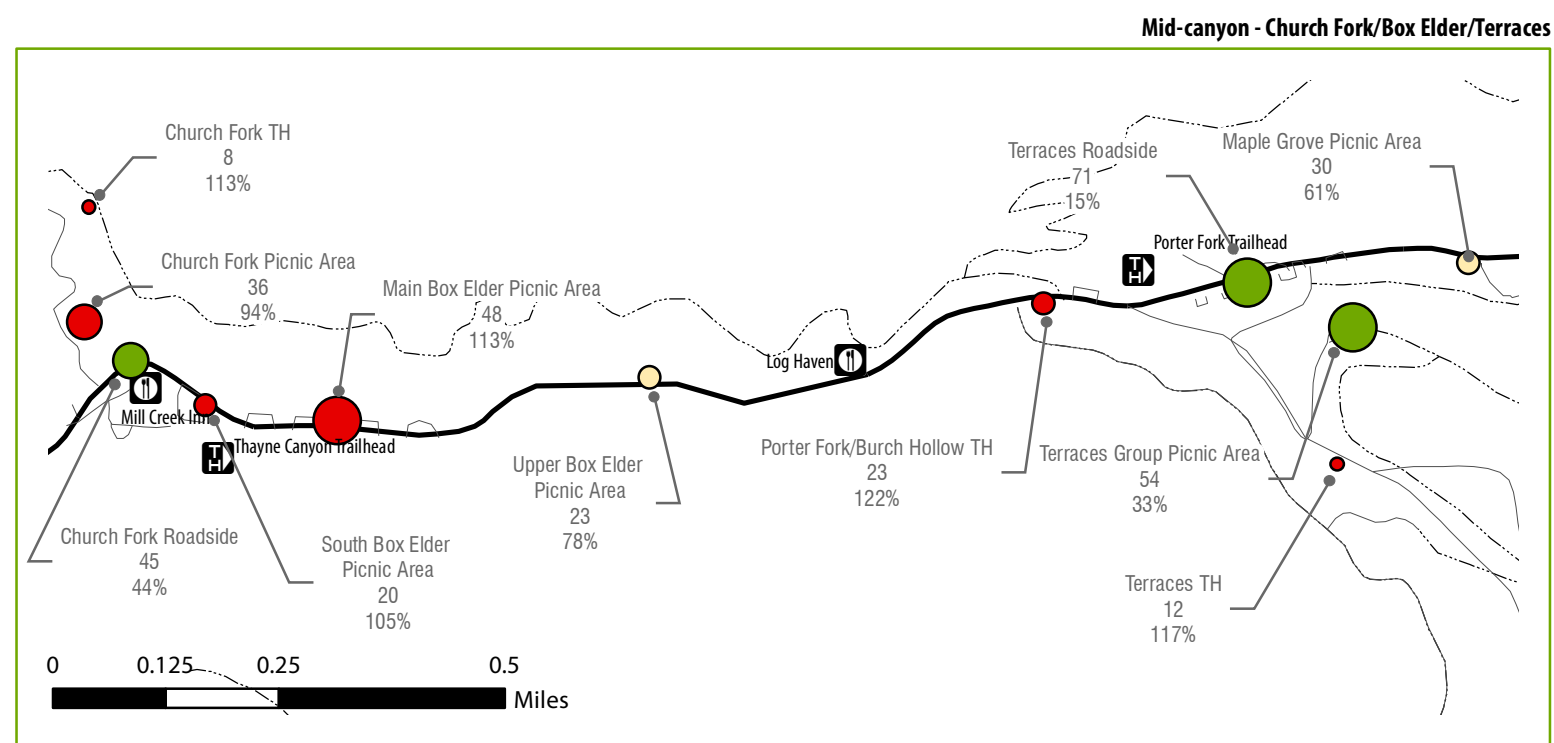 Mid-canyon - Church Fork/Box Elder/Terraces
Church Fork TH
8
113%
Church Fork Picnic Area
36
94%
Main Box Elder Picnic Area
48
113%
Terraces Roadside
71
15%
Maple Grove Picnic Area
30
61%
Porter Fork Trailhead
TH
Log Haven
Mill Creek Inn
TH
Thayne Canyon Trailhead
Upper Box Elder
Picnic Area
23
78%
Porter Fork/Burch Hollow TH
23
122%
Terraces Group Picnic Area
54
33%
Church Fork Roadside
45
44%
South Box Elder
Picnic Area
20
105%
Terraces TH
12
117%
0 0.125 0.25 0.5
Miles